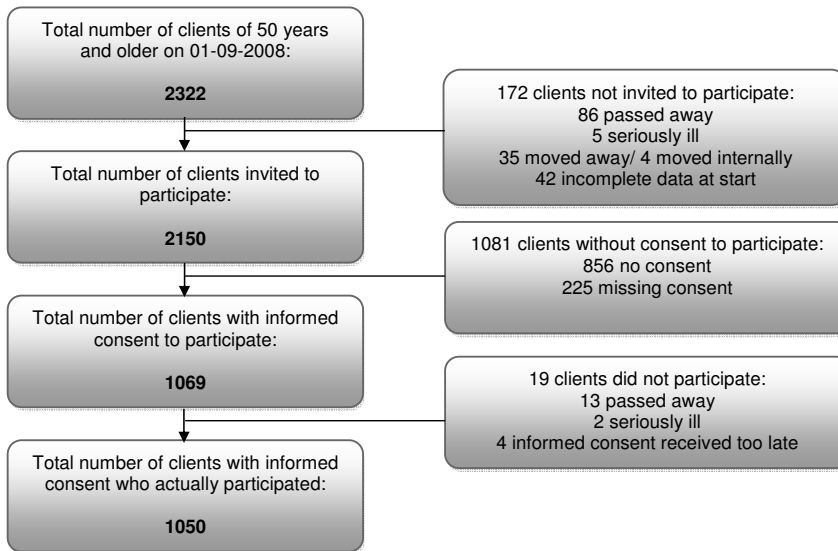 Total number of clients of 50 years
and older on 01-09-2008:
2322
172 clients not invited to participate:
86 passed away
5 seriously ill
35 moved away/ 4 moved internally
42 incomplete data at start
Total number of clients invited to
participate:
2150
1081 clients without consent to participate:
856 no consent
225 missing consent
Total number of clients with informed
consent to participate:
1069
19 clients did not participate:
13 passed away
2 seriously ill
4 informed consent received too late
Total number of clients with informed
consent who actually participated:
1050